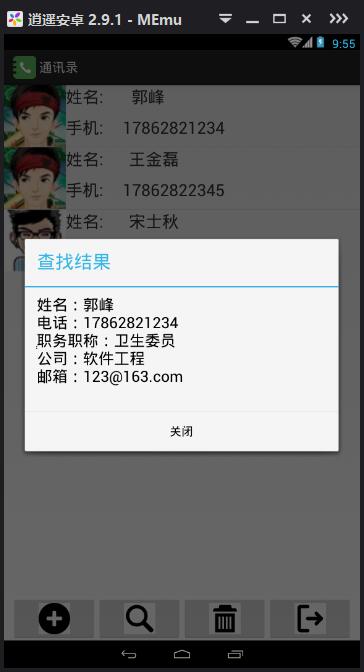 逍遥安卓 2.9.1 - MEmu
9:55
通讯录
姓名: 郭峰
手机: 17862821234
姓名: 王金磊
手机: 17862822345
姓名: 宋士秋
查找结果
姓名：郭峰
电话：17862821234
职务职称：卫生委员
公司：软件工程
邮箱：123@163.com
关闭